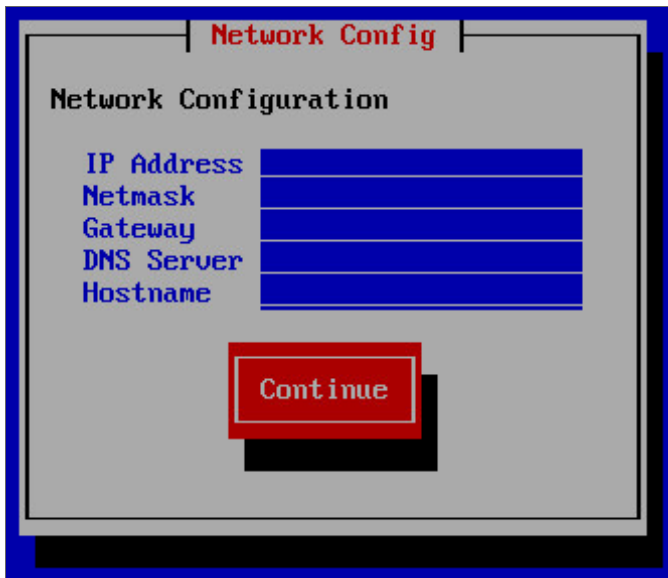 Network Config
Network Configuration
IP Address
Netmask
Gateway
DNS Server
Hostname
Continue